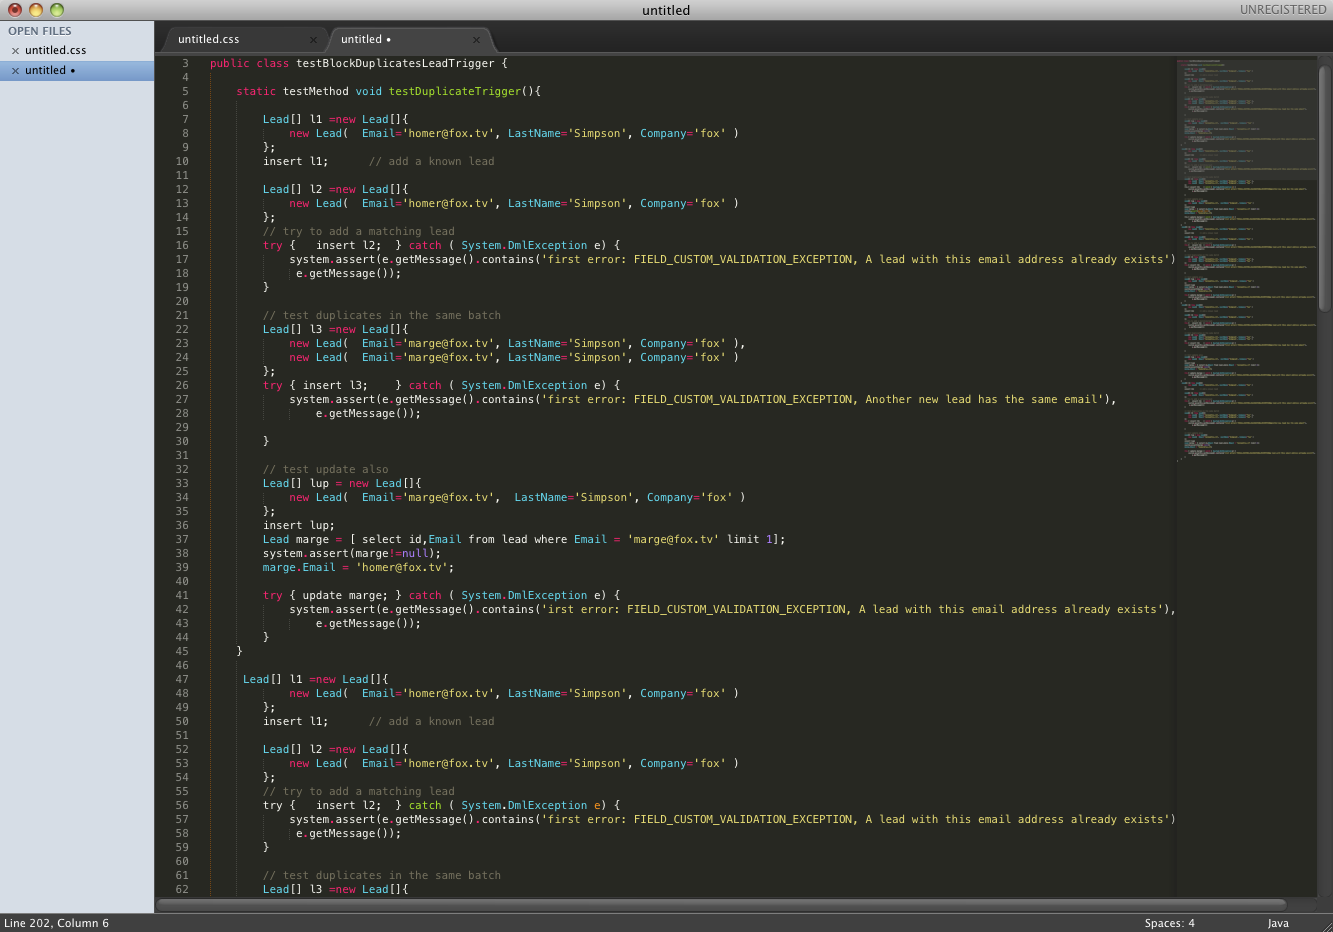 untitled
UNREGISTERED
OPEN FILES
untitled.css
untitled •
untitled.css
untitled •
3 public class testBlockDuplicatesLeadTrigger {
4
5 static testMethod void testDuplicateTrigger(){
6
7 Lead[] l1 =new Lead[]{
8 new Lead(  Email='homer@fox.tv', LastName='Simpson', Company='fox' )
9 };
10 insert l1;      // add a known lead
11
12 Lead[] l2 =new Lead[]{
13 new Lead(  Email='homer@fox.tv', LastName='Simpson', Company='fox' )
14 };
15 // try to add a matching lead
16 try {   insert l2;  } catch ( System.DmlException e) {
17 system.assert(e.getMessage().contains('first error: FIELD_CUSTOM_VALIDATION_EXCEPTION, A lead with this email address already exists')
18 e.getMessage());
19 }
20
21 // test duplicates in the same batch
22 Lead[] l3 =new Lead[]{
23 new Lead(  Email='marge@fox.tv', LastName='Simpson', Company='fox' ),
24 new Lead(  Email='marge@fox.tv', LastName='Simpson', Company='fox' )
25 };
26 try { insert l3;    } catch ( System.DmlException e) {
27 system.assert(e.getMessage().contains('first error: FIELD_CUSTOM_VALIDATION_EXCEPTION, Another new lead has the same email'),
28 e.getMessage());
29
30 }
31
32 // test update also
33 Lead[] lup = new Lead[]{
34 new Lead(  Email='marge@fox.tv',  LastName='Simpson', Company='fox' )
35 };
36 insert lup;
37 Lead marge = [ select id,Email from lead where Email = 'marge@fox.tv' limit 1];
38 system.assert(marge!=null);
39 marge.Email = 'homer@fox.tv';
40
41 try { update marge; } catch ( System.DmlException e) {
42 system.assert(e.getMessage().contains('irst error: FIELD_CUSTOM_VALIDATION_EXCEPTION, A lead with this email address already exists'),
43 e.getMessage());
44 }
45 }
46
47 Lead[] l1 =new Lead[]{
48 new Lead(  Email='homer@fox.tv', LastName='Simpson', Company='fox' )
49 };
50 insert l1;      // add a known lead
51
52 Lead[] l2 =new Lead[]{
53 new Lead(  Email='homer@fox.tv', LastName='Simpson', Company='fox' )
54 };
55 // try to add a matching lead
56 try {   insert l2;  } catch ( System.DmlException e) {
57 system.assert(e.getMessage().contains('first error: FIELD_CUSTOM_VALIDATION_EXCEPTION, A lead with this email address already exists')
58 e.getMessage());
59 }
60
61 // test duplicates in the same batch
62 Lead[] l3 =new Lead[]{
Line 202, Column 6
Spaces: 4
Java